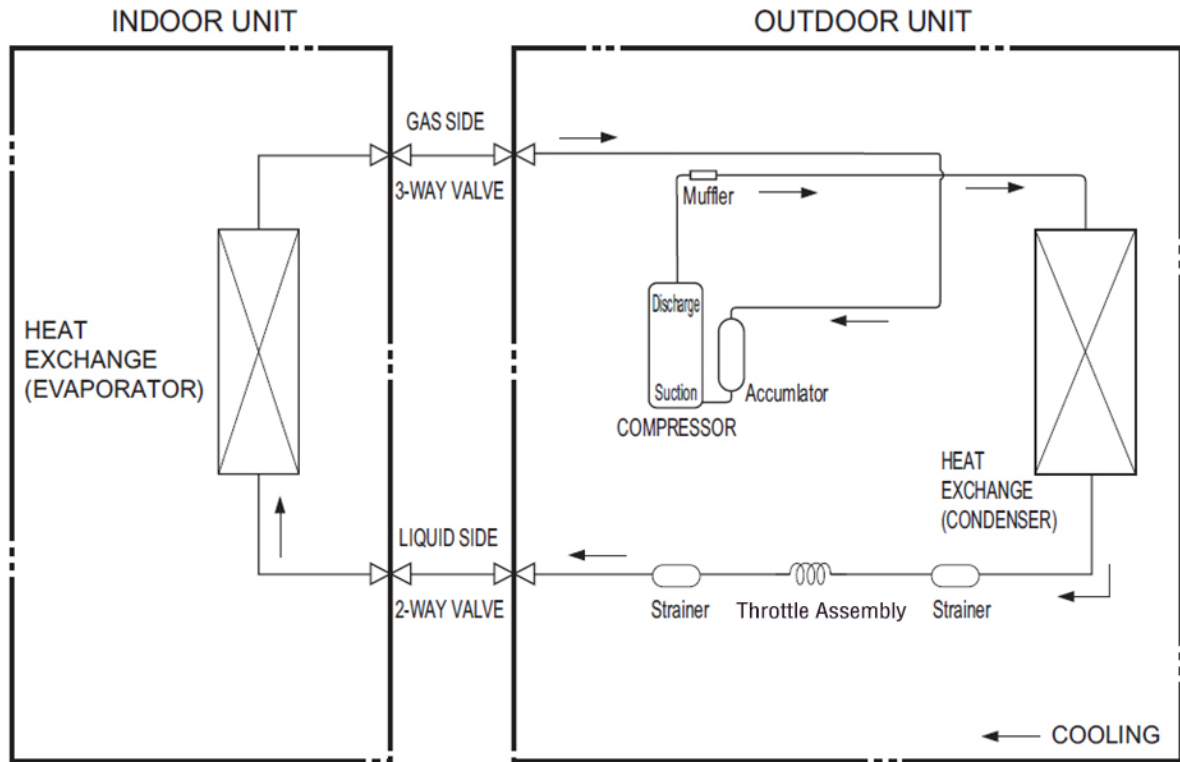 INDOOR UNIT
OUTDOOR UNIT
GAS SIDE
3-WAY VALVE
Muffler
HEAT
EXCHANGE
(EVAPORATOR)
Discharge
Suction
Accumlator
COMPRESSOR
HEAT
EXCHANGE
(CONDENSER)
LIQUID SIDE
2-WAY VALVE
Strainer
Throttle Assembly
Strainer
COOLING